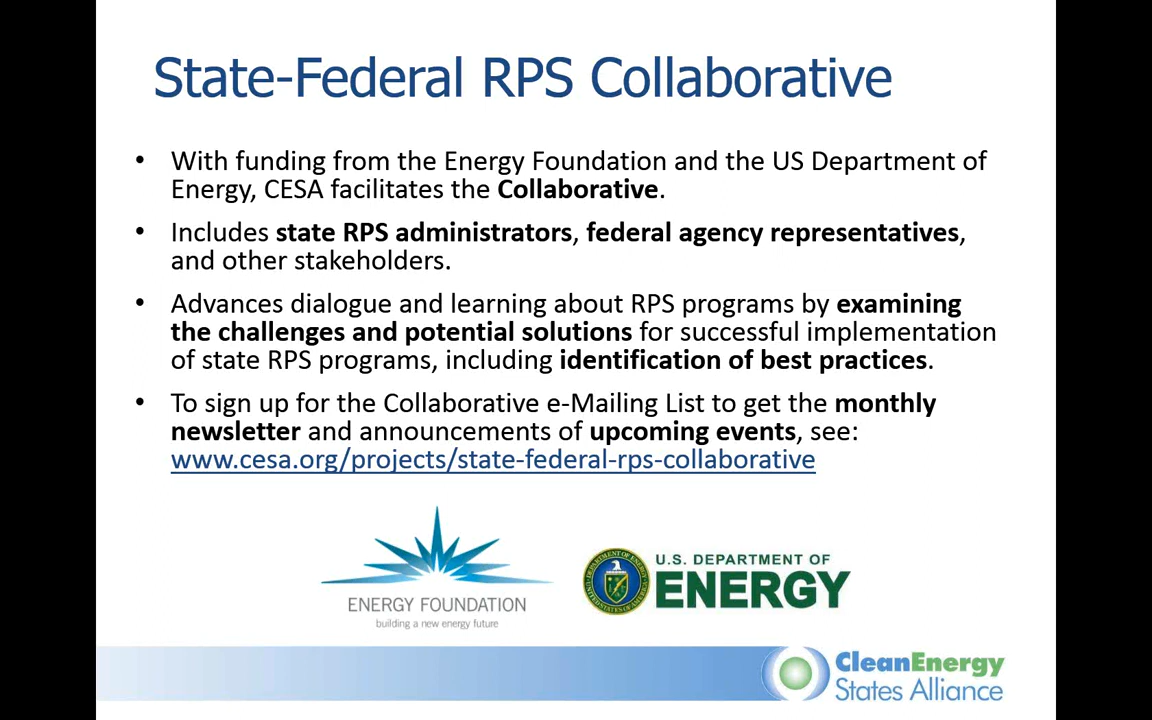 State-Federal RPS Collaborative
• With funding from the Energy Foundation and the US Department of
Energy, CESA facilitates the Collaborative.
• Includes state RPS administrators, federal agency representatives,
and other stakeholders.
• Advances dialogue and learning about RPS programs by examining
the challenges and potential solutions for successful implementation
of state RPS programs, including identification of best practices.
• To sign up for the Collaborative e-Mailing List to get the monthly
newsletter and announcements of upcoming events, see:
www.cesa.org/projects/state-federal-rps-collaborative
ENERGY FOUNDATION
building a new energy future
U.S. DEPARTMENT OF
ENERGY
CleanEnergy
States Alliance